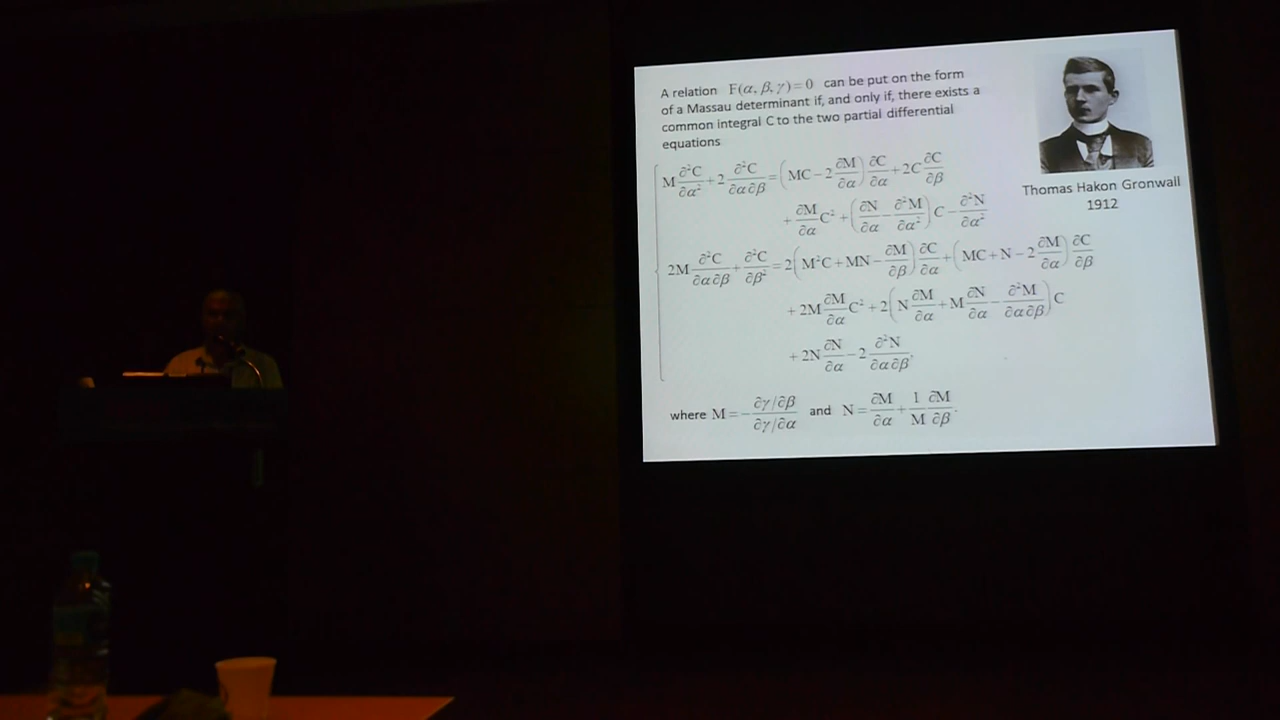 A relation F(α, β, γ)=0 can be put on the form
of a Massau determinant if, and only if, there exists a
common integral C to the two partial differential
equations
M ∂²C/∂α² + 2 ∂²C/∂α∂β = (MC − 2 ∂M/∂α) ∂C/∂α + 2C ∂C/∂β
+ ∂M/∂α C² + (∂N/∂α − ∂²M/∂α²) C − ∂²N/∂α²
2M ∂²C/∂α∂β + ∂²C/∂β² = 2(M²C + MN − ∂M/∂β) ∂C/∂α + (MC + N − 2 ∂M/∂α) ∂C/∂β
+ 2M ∂M/∂α C² + 2(N ∂M/∂α + M ∂N/∂α − ∂²M/∂α∂β) C
+ 2N ∂N/∂α − 2 ∂²N/∂α∂β,
where M = − ∂γ/∂β / ∂γ/∂α and N = ∂M/∂α + 1/M ∂M/∂β.
Thomas Hakon Gronwall
1912